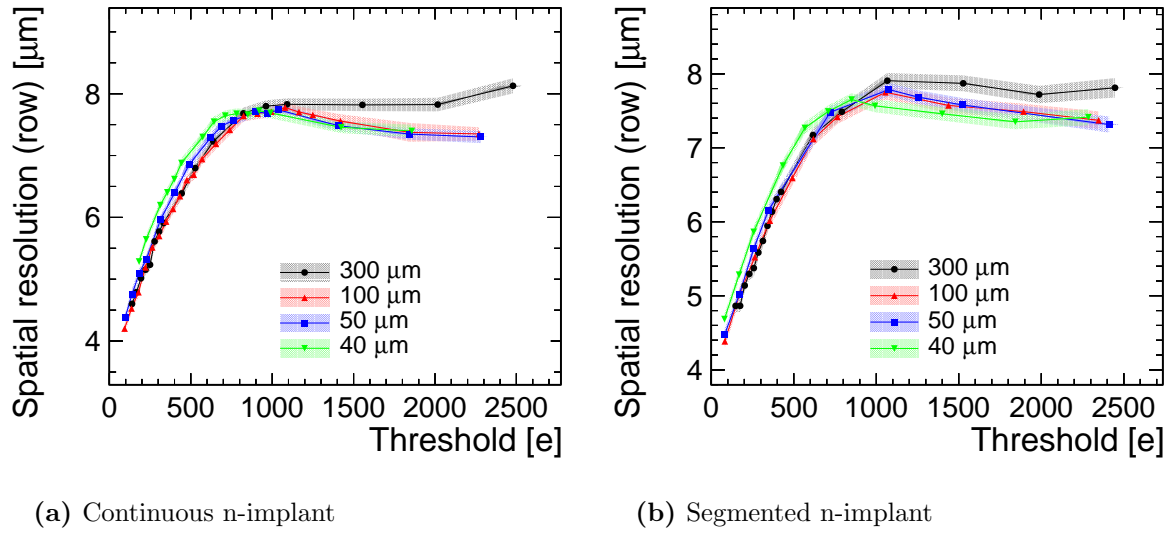 Spatial resolution (row) [μm]
8
6
4
300 μm
100 μm
50 μm
40 μm
0 500 1000 1500 2000 2500
Threshold [e]
(a) Continuous n-implant
Spatial resolution (row) [μm]
8
7
6
5
4
300 μm
100 μm
50 μm
40 μm
0 500 1000 1500 2000 2500
Threshold [e]
(b) Segmented n-implant